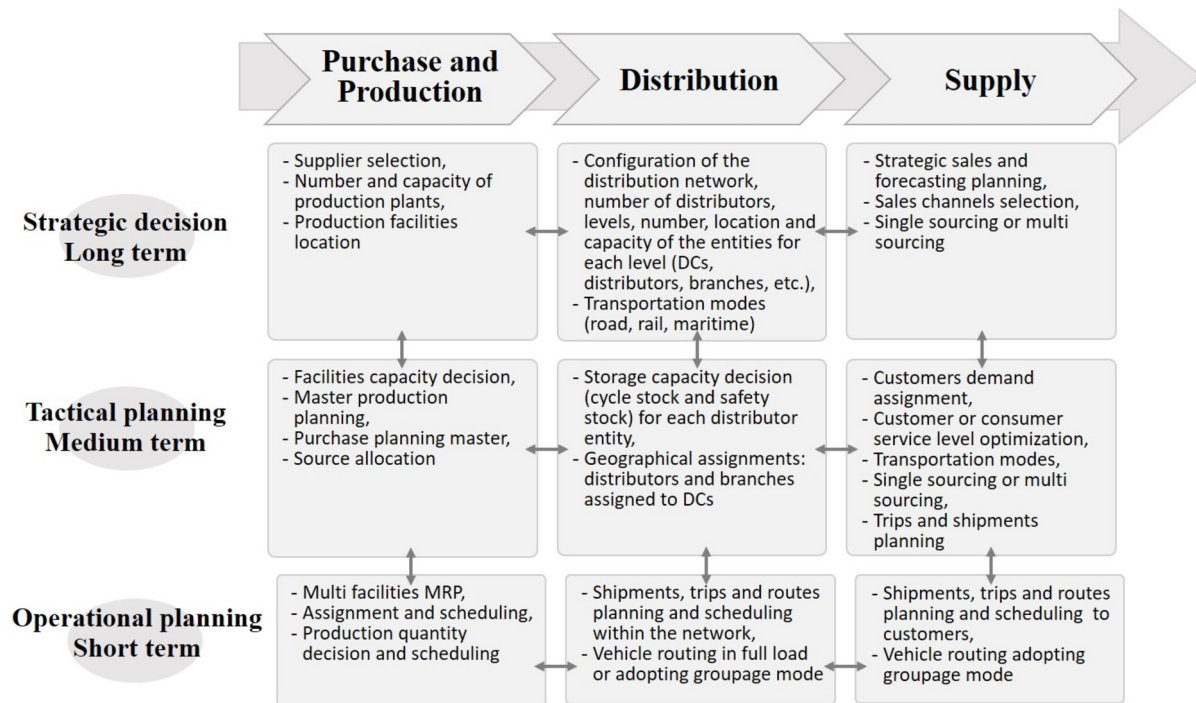 Purchase and
Production
Distribution
Supply
Strategic decision
Long term
- Supplier selection,
- Number and capacity of
production plants,
- Production facilities
location
- Configuration of the
distribution network,
number of distributors,
levels, number, location and
capacity of the entities for
each level (DCs,
distributors, branches, etc.),
- Transportation modes
(road, rail, maritime)
- Strategic sales and
forecasting planning,
- Sales channels selection,
- Single sourcing or multi
sourcing
Tactical planning
Medium term
- Facilities capacity decision,
- Master production
planning,
- Purchase planning master,
- Source allocation
- Storage capacity decision
(cycle stock and safety
stock) for each distributor
entity,
- Geographical assignments:
distributors and branches
assigned to DCs
- Customers demand
assignment,
- Customer or consumer
service level optimization,
- Transportation modes,
- Single sourcing or multi
sourcing,
- Trips and shipments
planning
Operational planning
Short term
- Multi facilities MRP,
- Assignment and scheduling,
- Production quantity
decision and scheduling
- Shipments, trips and routes
planning and scheduling
within the network,
- Vehicle routing in full load
or adopting groupage mode
- Shipments, trips and routes
planning and scheduling to
customers,
- Vehicle routing adopting
groupage mode